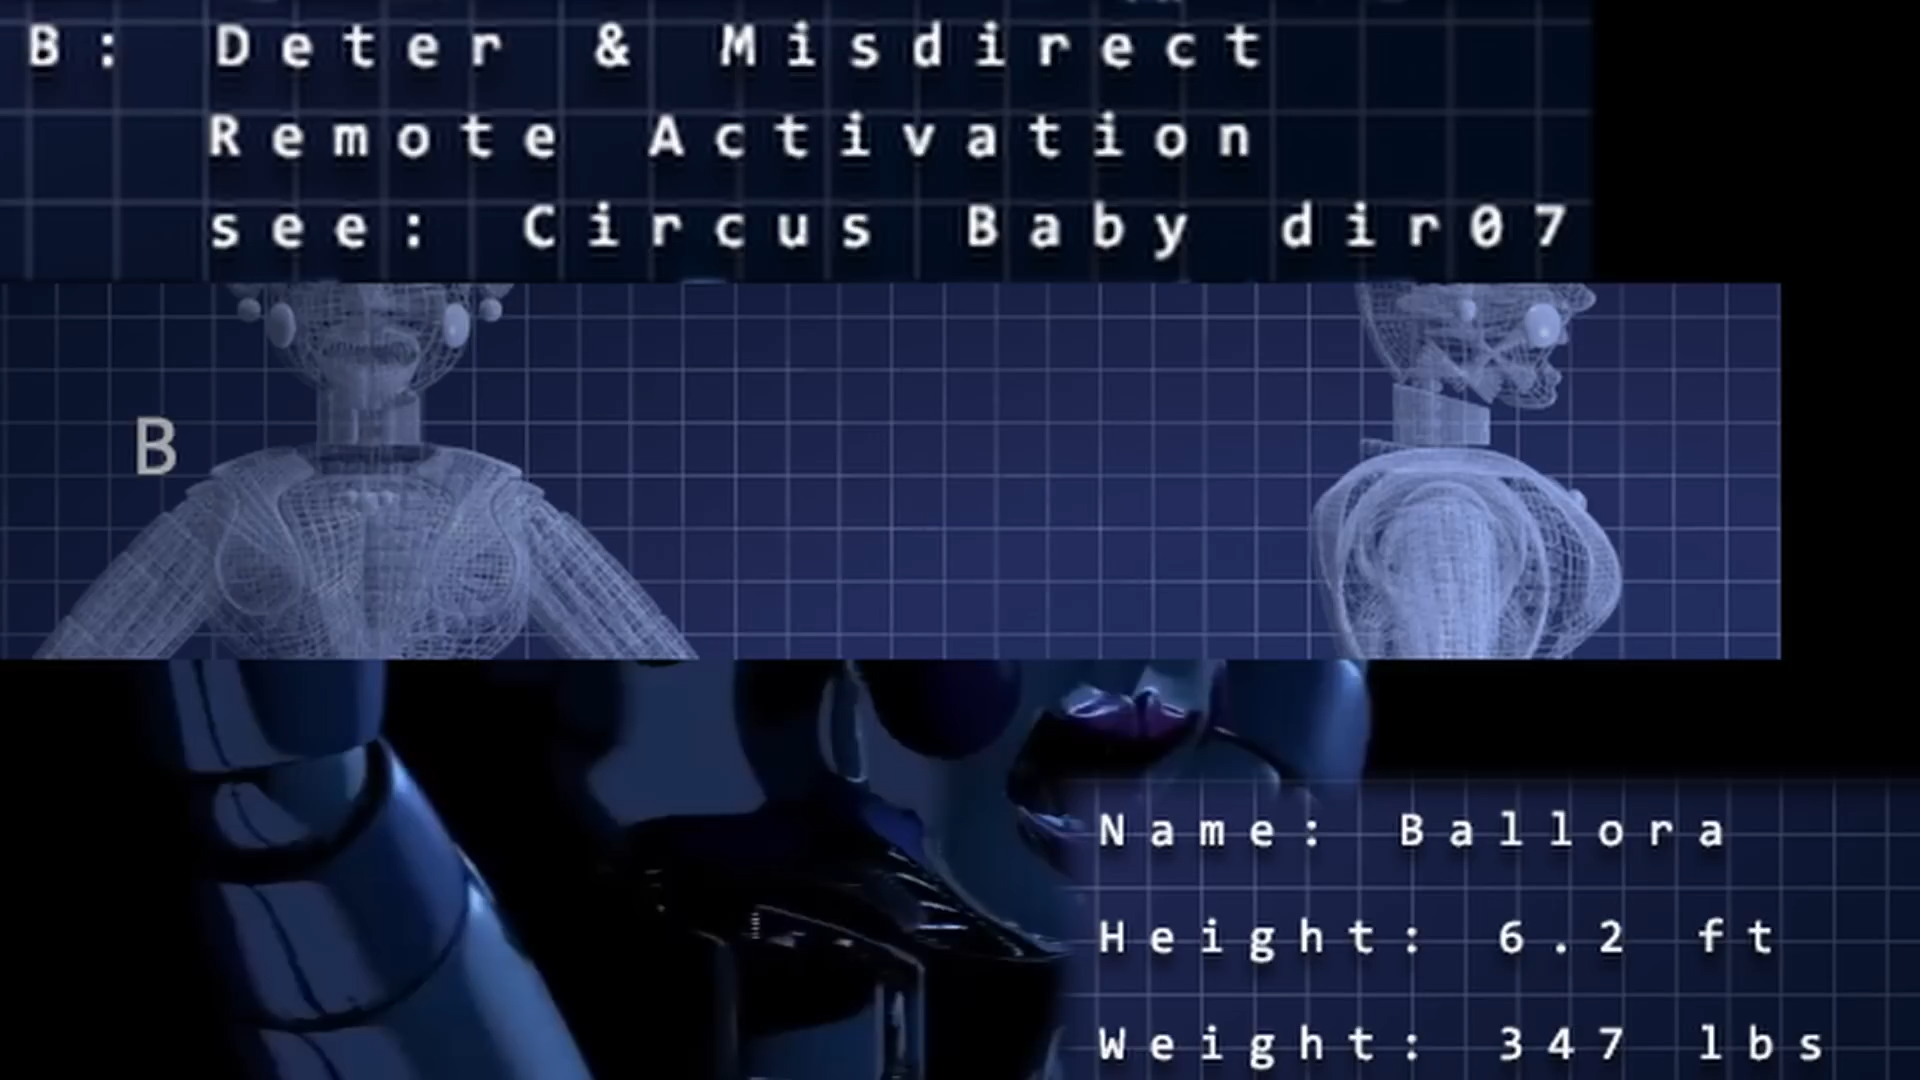 B: Deter & Misdirect
Remote Activation
see: Circus Baby dir07
B
Name: Ballora
Height: 6.2 ft
Weight: 347 lbs